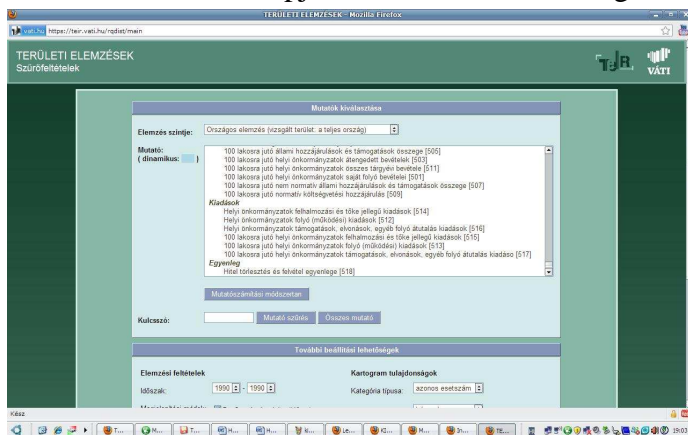 TERÜLETI ELEMZÉSEK - Mozilla Firefox
vati.hu https://teir.vati.hu/rqdist/main
TERÜLETI ELEMZÉSEK
Szűrőfeltételek
TeIR
VÁTI
Mutatók kiválasztása
Elemzés szintje: Országos elemzés (vizsgált terület: a teljes ország)
Mutató:
( dinamikus: )
100 lakosra jutó állami hozzájárulások és támogatások összege [505]
100 lakosra jutó helyi önkormányzatok átengedett bevételek [503]
100 lakosra jutó helyi önkormányzatok összes tárgyévi bevétele [511]
100 lakosra jutó helyi önkormányzatok saját folyó bevételei [501]
100 lakosra jutó nem normatív állami hozzájárulások és támogatások összege [507]
100 lakosra jutó normatív költségvetési hozzájárulás [509]
Kiadások
Helyi önkormányzatok felhalmozási és tőke jellegű kiadások [514]
Helyi önkormányzatok folyó (működési) kiadások [512]
Helyi önkormányzatok támogatások, elvonások, egyéb folyó átutalás kiadások [516]
100 lakosra jutó helyi önkormányzatok felhalmozási és tőke jellegű kiadások [515]
100 lakosra jutó helyi önkormányzatok folyó (működési) kiadások [513]
100 lakosra jutó helyi önkormányzatok támogatások, elvonások, egyéb folyó átutalás kiadáso [517]
Egyenleg
Hitel törlesztés és felvétel egyenlege [518]
Mutatószámítási módszertan
Kulcsszó: Mutató szűrés Összes mutató
További beállítási lehetőségek
Elemzési feltételek Kartogram tulajdonságok
Időszak: 1990 - 1990 Kategória típusa: azonos esetszám
Kész
T... M... T... H... H... k... Le... KI... M... In... TE... 19:03